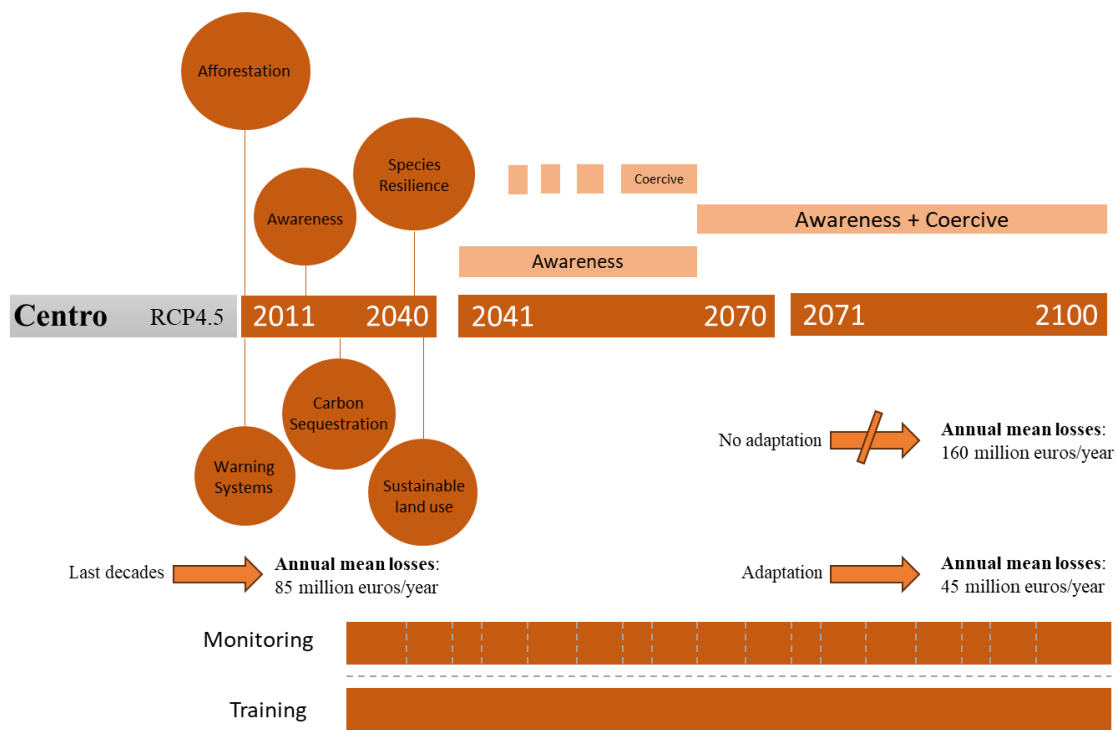 Afforestation
Species
Resilience
Coercive
Awareness
Awareness + Coercive
Awareness
Centro RCP4.5 2011 2040 2041 2070 2071 2100
Carbon
Sequestration
No adaptation
Annual mean losses:
160 million euros/year
Warning
Systems
Sustainable
land use
Last decades
Annual mean losses:
85 million euros/year
Adaptation
Annual mean losses:
45 million euros/year
Monitoring
Training